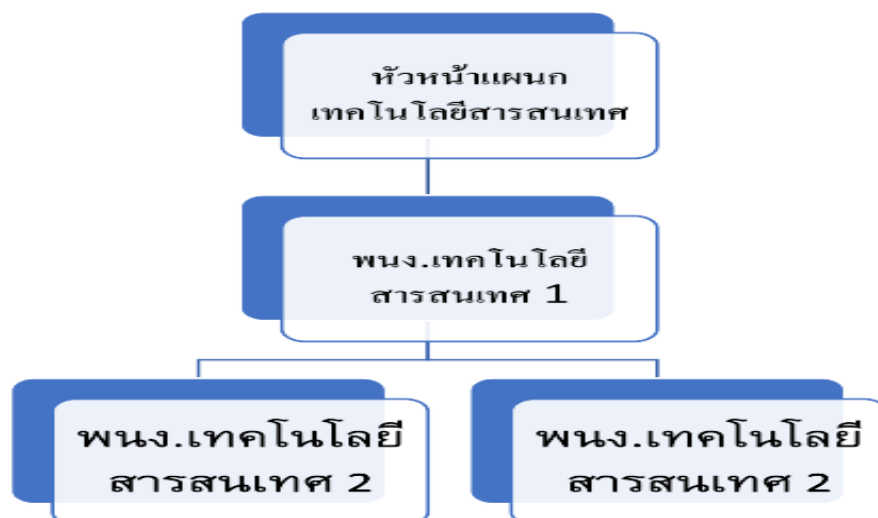 หัวหน้าแผนก
เทคโนโลยีสารสนเทศ
พนง.เทคโนโลยี
สารสนเทศ 1
พนง.เทคโนโลยี
สารสนเทศ 2
พนง.เทคโนโลยี
สารสนเทศ 2